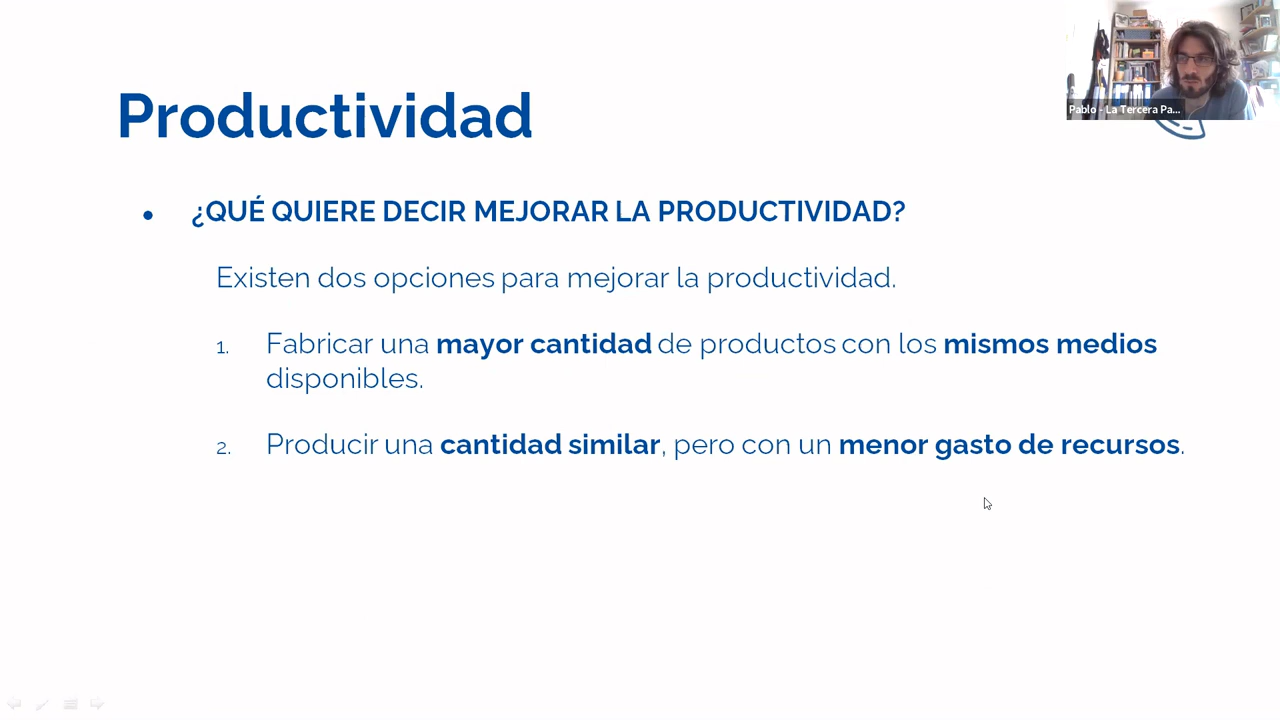 Pablo - La Tercera Pa...
Productividad
• ¿QUÉ QUIERE DECIR MEJORAR LA PRODUCTIVIDAD?
Existen dos opciones para mejorar la productividad.
1. Fabricar una mayor cantidad de productos con los mismos medios
disponibles.
2. Producir una cantidad similar, pero con un menor gasto de recursos.